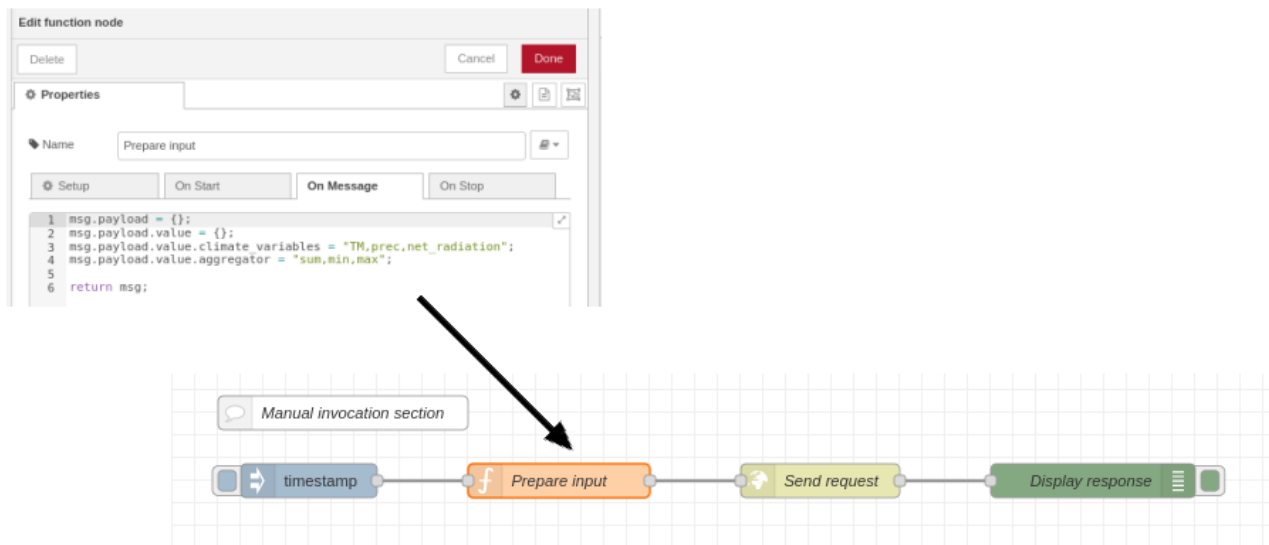 Edit function node
Delete
Cancel
Done
Properties
Name
Prepare input
Setup
On Start
On Message
On Stop
1 msg.payload = {};
2 msg.payload.value = {};
3 msg.payload.value.climate_variables = "TM,prec,net_radiation";
4 msg.payload.value.aggregator = "sum,min,max";
5
6 return msg;
Manual invocation section
timestamp
Prepare input
Send request
Display response